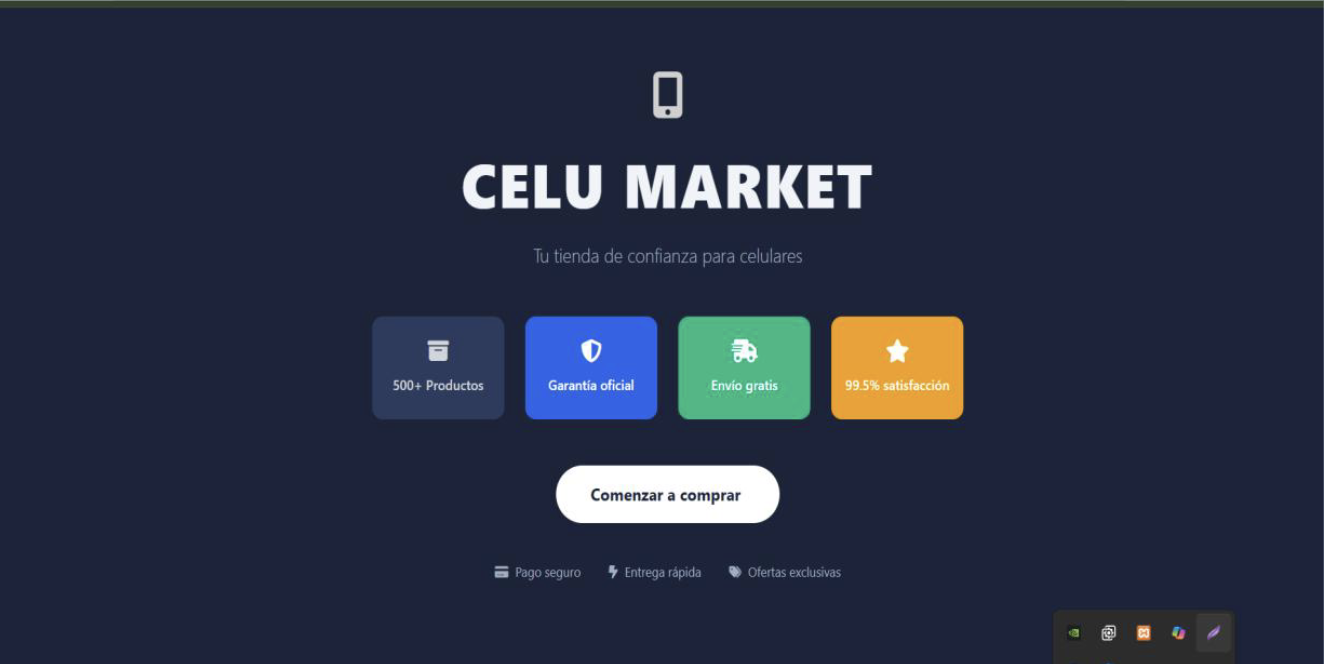 CELU MARKET
Tu tienda de confianza para celulares
500+ Productos
Garantía oficial
Envío gratis
99.5% satisfacción
Comenzar a comprar
Pago seguro
Entrega rápida
Ofertas exclusivas